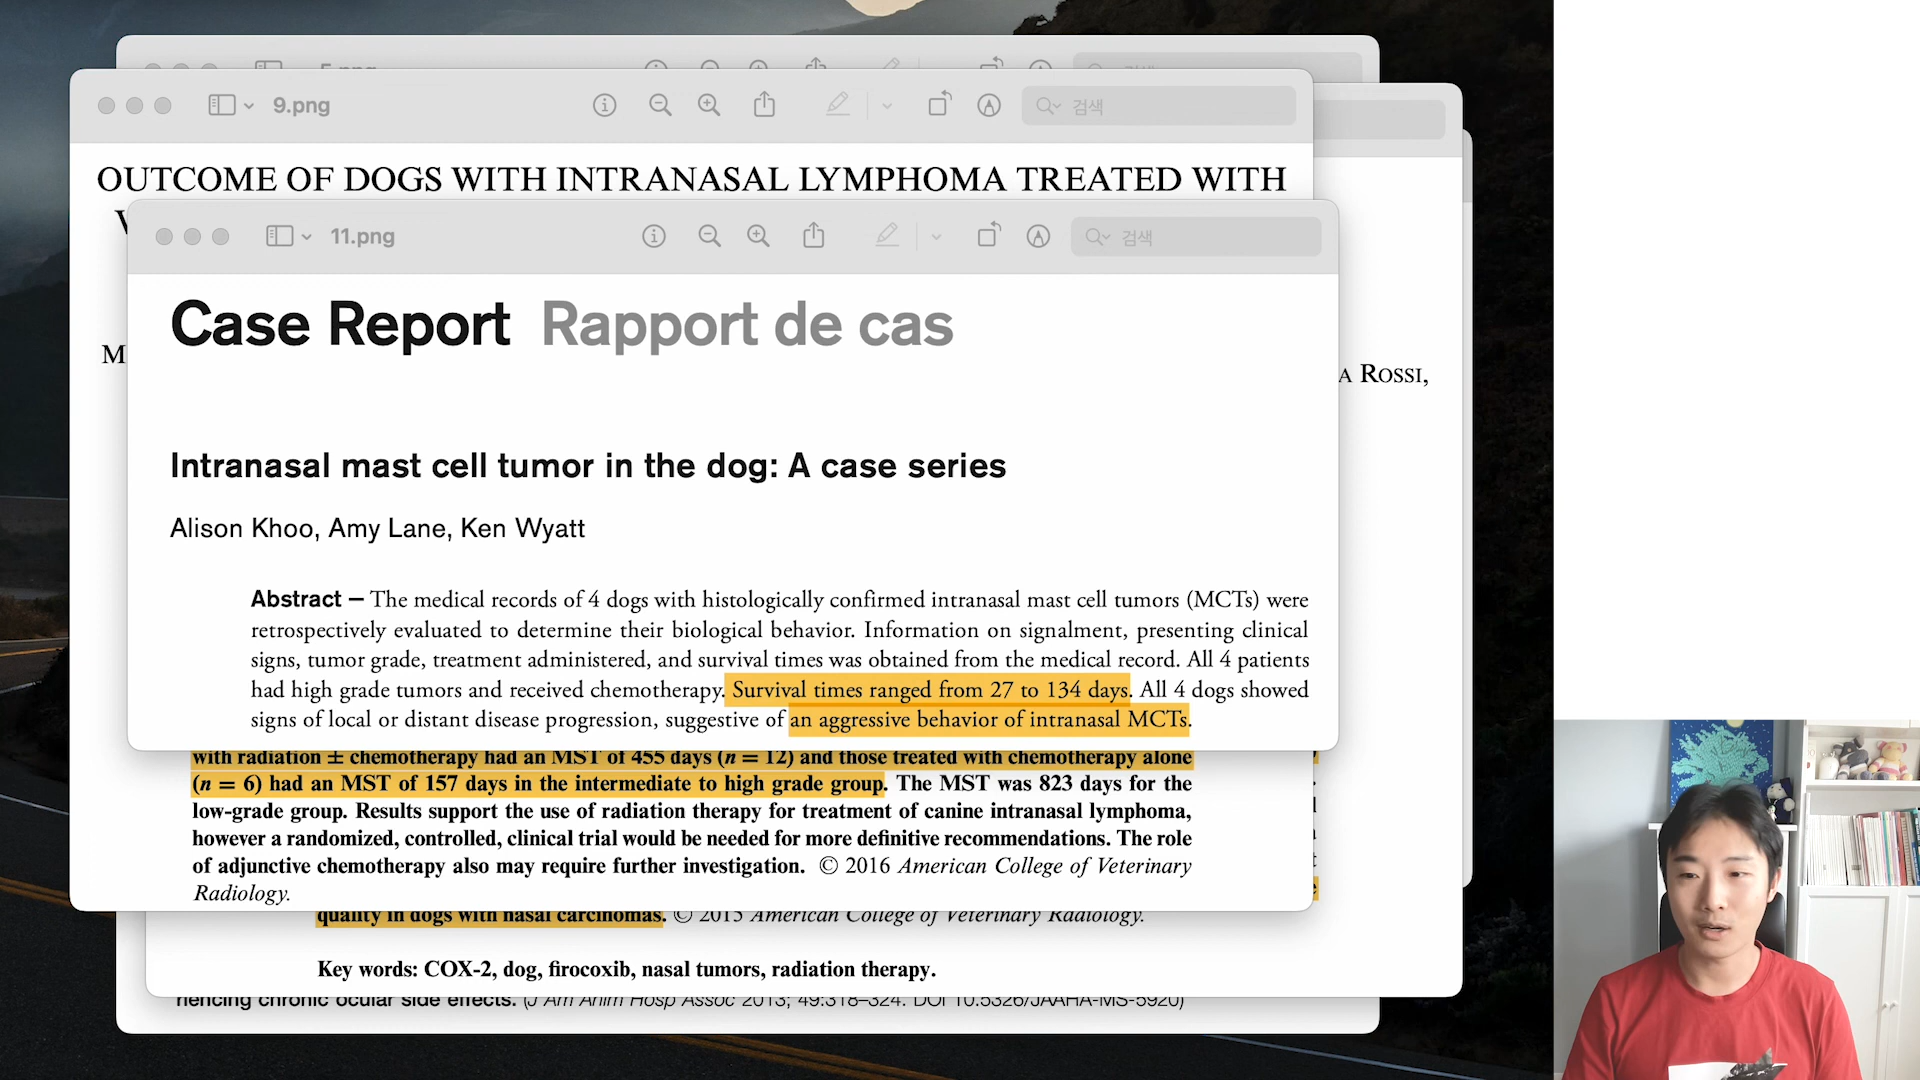 9.png
검색
OUTCOME OF DOGS WITH INTRANASAL LYMPHOMA TREATED WITH
11.png
검색
Case Report Rapport de cas
A ROSSI,
Intranasal mast cell tumor in the dog: A case series
Alison Khoo, Amy Lane, Ken Wyatt
Abstract — The medical records of 4 dogs with histologically confirmed intranasal mast cell tumors (MCTs) were
retrospectively evaluated to determine their biological behavior. Information on signalment, presenting clinical
signs, tumor grade, treatment administered, and survival times was obtained from the medical record. All 4 patients
had high grade tumors and received chemotherapy. Survival times ranged from 27 to 134 days. All 4 dogs showed
signs of local or distant disease progression, suggestive of an aggressive behavior of intranasal MCTs.
with radiation ± chemotherapy had an MST of 455 days (n = 12) and those treated with chemotherapy alone
(n = 6) had an MST of 157 days in the intermediate to high grade group. The MST was 823 days for the
low-grade group. Results support the use of radiation therapy for treatment of canine intranasal lymphoma,
however a randomized, controlled, clinical trial would be needed for more definitive recommendations. The role
of adjunctive chemotherapy also may require further investigation. © 2016 American College of Veterinary
Radiology.
quality in dogs with nasal carcinomas. © 2015 American College of Veterinary Radiology.
Key words: COX-2, dog, firocoxib, nasal tumors, radiation therapy.
riencing chronic ocular side effects. (J Am Anim Hosp Assoc 2013; 49:318–324. DOI 10.5326/JAAHA-MS-5920)